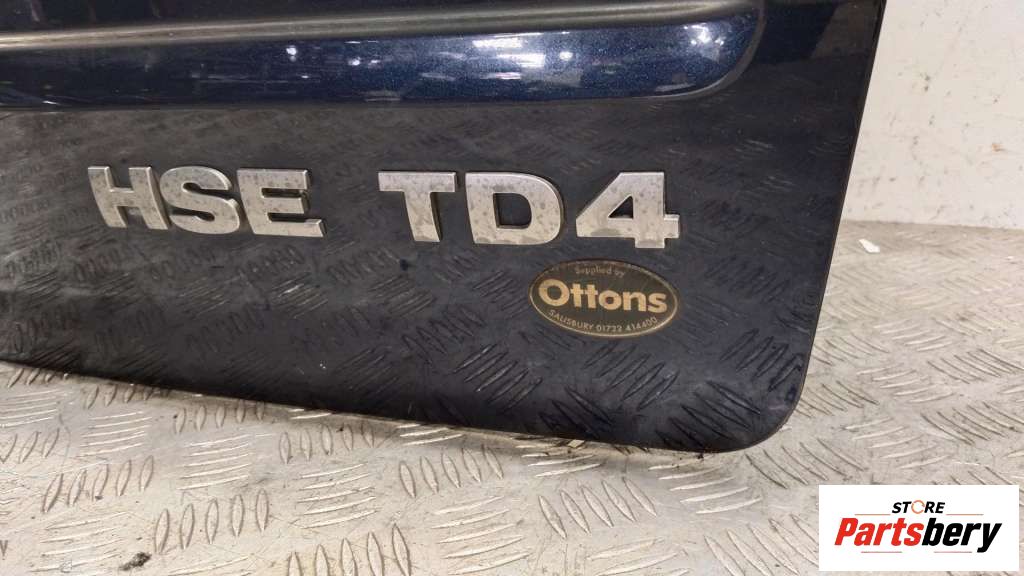 HSE TD4
Supplied by
Ottons
SALISBURY 01722 414400
STORE
Partsbery